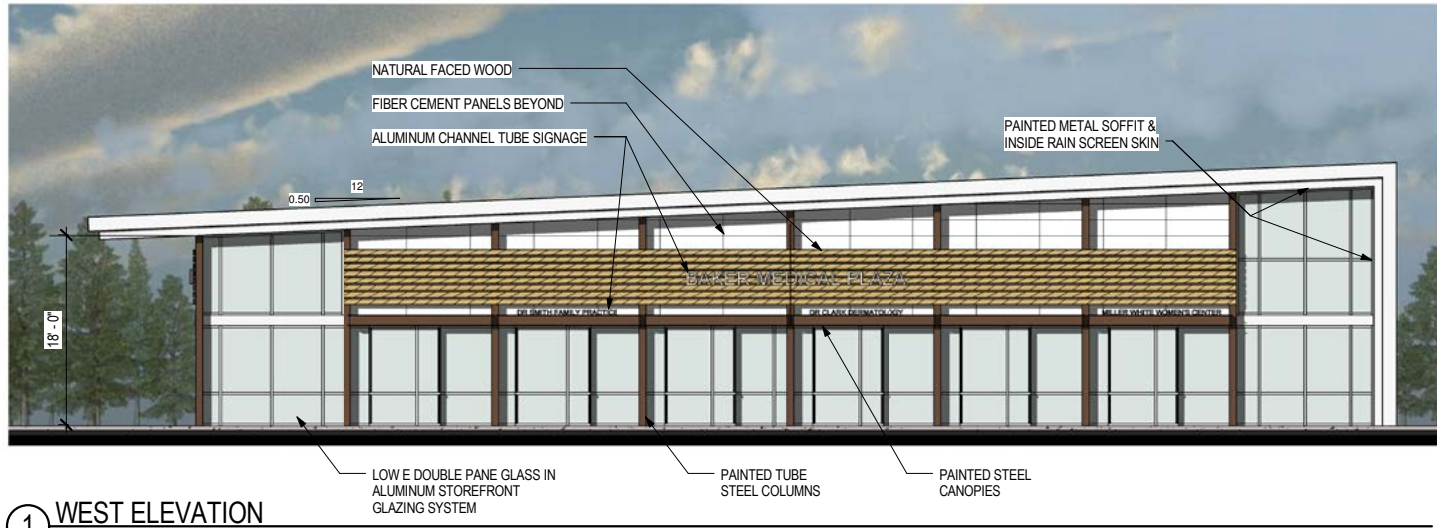 NATURAL FACED WOOD
FIBER CEMENT PANELS BEYOND
ALUMINUM CHANNEL TUBE SIGNAGE
PAINTED METAL SOFFIT &
INSIDE RAIN SCREEN SKIN
12
0.50
BAKER MEDICAL PLAZA
DR SMITH FAMILY PRACTICE
DR CLARK DERMATOLOGY
MILLER WHITE WOMEN'S CENTER
18' - 0"
LOW E DOUBLE PANE GLASS IN
ALUMINUM STOREFRONT
GLAZING SYSTEM
PAINTED TUBE
STEEL COLUMNS
PAINTED STEEL
CANOPIES
1 WEST ELEVATION